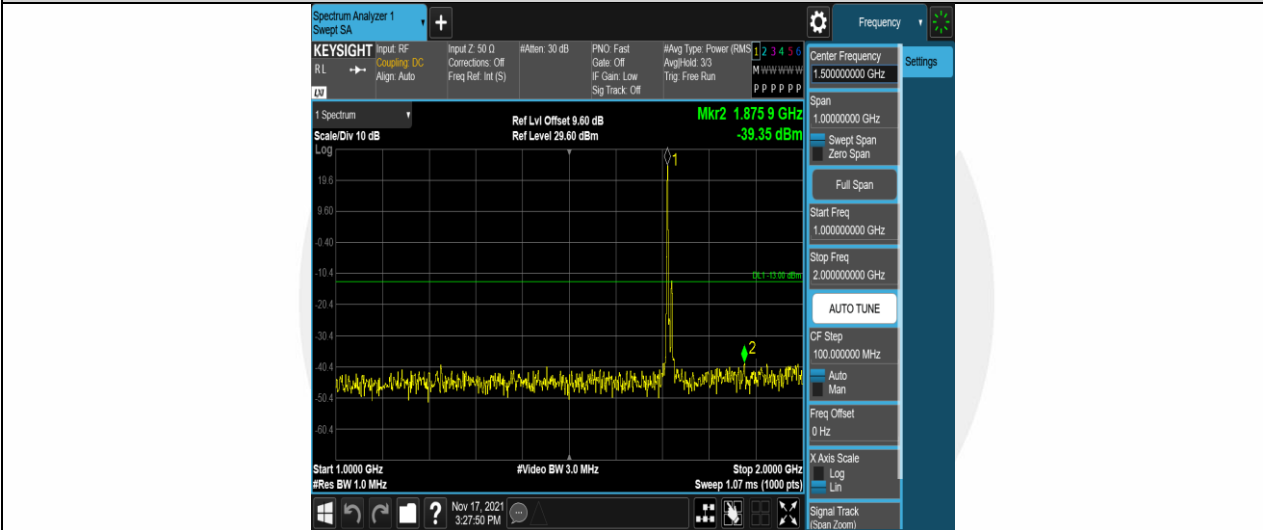 Spectrum Analyzer 1
Swept SA
+
Frequency
KEYSIGHT
RL
LXI
Input: RF
Coupling: DC
Align: Auto
Input Z: 50 Ω
Corrections: Off
Freq Ref: Int (S)
#Atten: 30 dB
PNO: Fast
Gate: Off
IF Gain: Low
Sig Track: Off
#Avg Type: Power (RMS
Avg|Hold: 3/3
Trig: Free Run
1 2 3 4 5 6
M W W W W W
P P P P P P
1 Spectrum
Scale/Div 10 dB
Log
Ref Lvl Offset 9.60 dB
Ref Level 29.60 dBm
Mkr2 1.875 9 GHz
-39.35 dBm
1
19.6
9.60
-0.40
-10.4
DL1 -13.00 dBm
-20.4
-30.4
2
-40.4
-50.4
-60.4
Start 1.0000 GHz
#Res BW 1.0 MHz
#Video BW 3.0 MHz
Stop 2.0000 GHz
Sweep 1.07 ms (1000 pts)
?
Nov 17, 2021
3:27:50 PM
Center Frequency
1.500000000 GHz
Settings
Span
1.00000000 GHz
Swept Span
Zero Span
Full Span
Start Freq
1.000000000 GHz
Stop Freq
2.000000000 GHz
AUTO TUNE
CF Step
100.000000 MHz
Auto
Man
Freq Offset
0 Hz
X Axis Scale
Log
Lin
Signal Track
(Span Zoom)